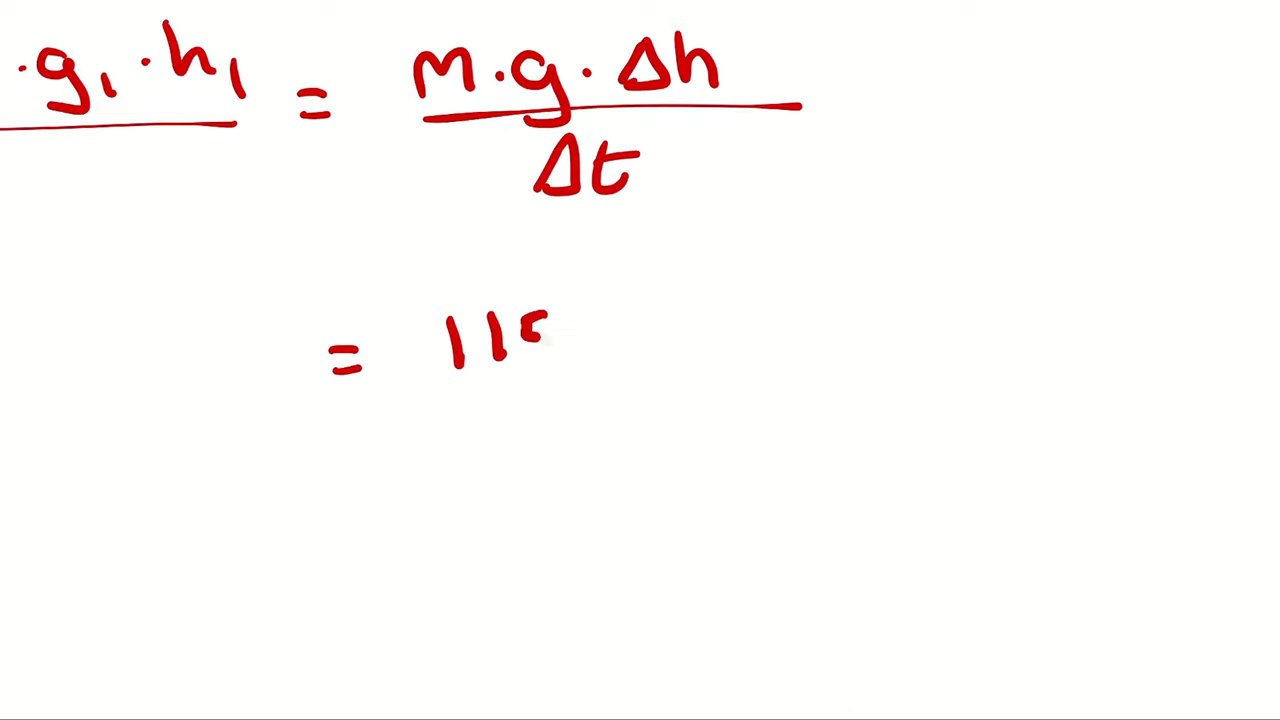 · g₁ · h₁ = m · g · Δh
Δt
= 11